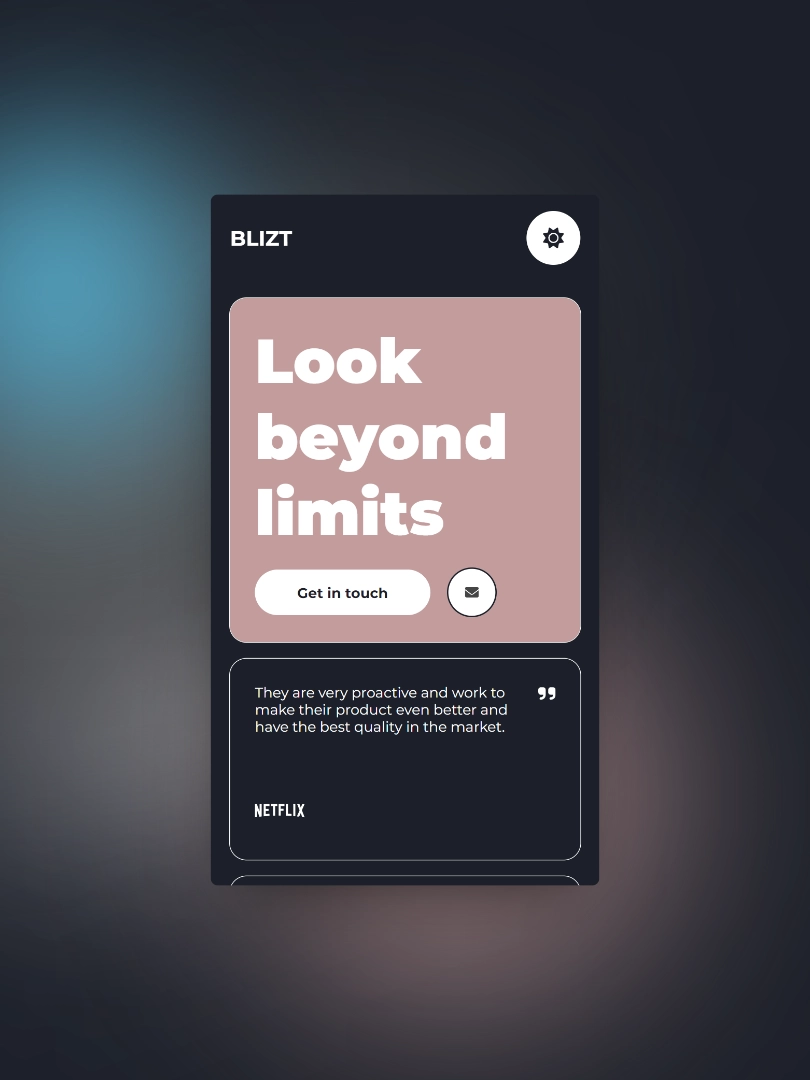 BLIZT
Look
beyond
limits
Get in touch
They are very proactive and work to
make their product even better and
have the best quality in the market.
NETFLIX